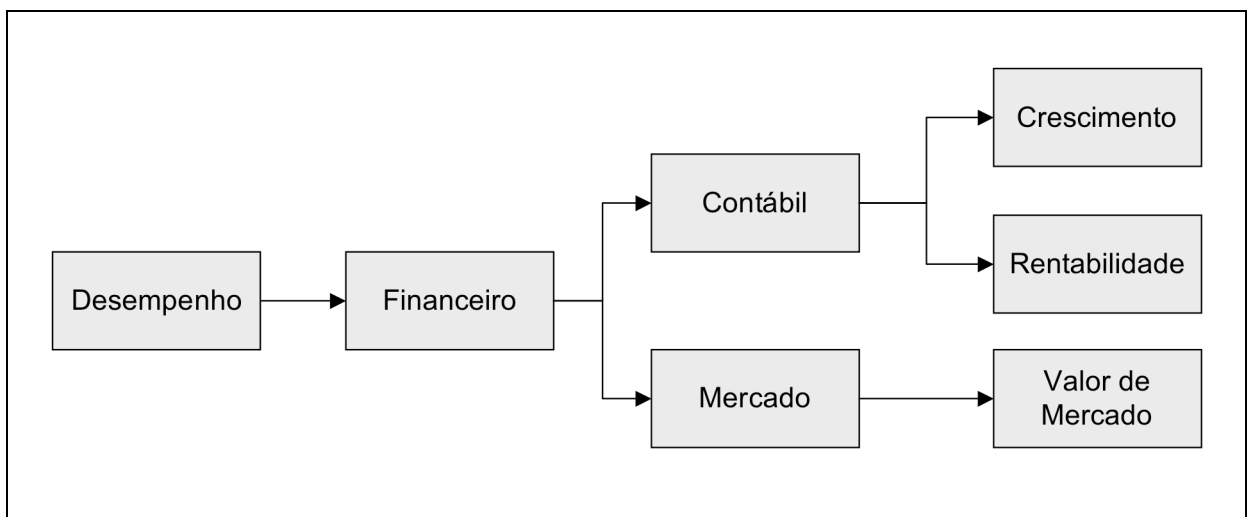 Crescimento
Contábil
Rentabilidade
Desempenho
Financeiro
Mercado
Valor de
Mercado